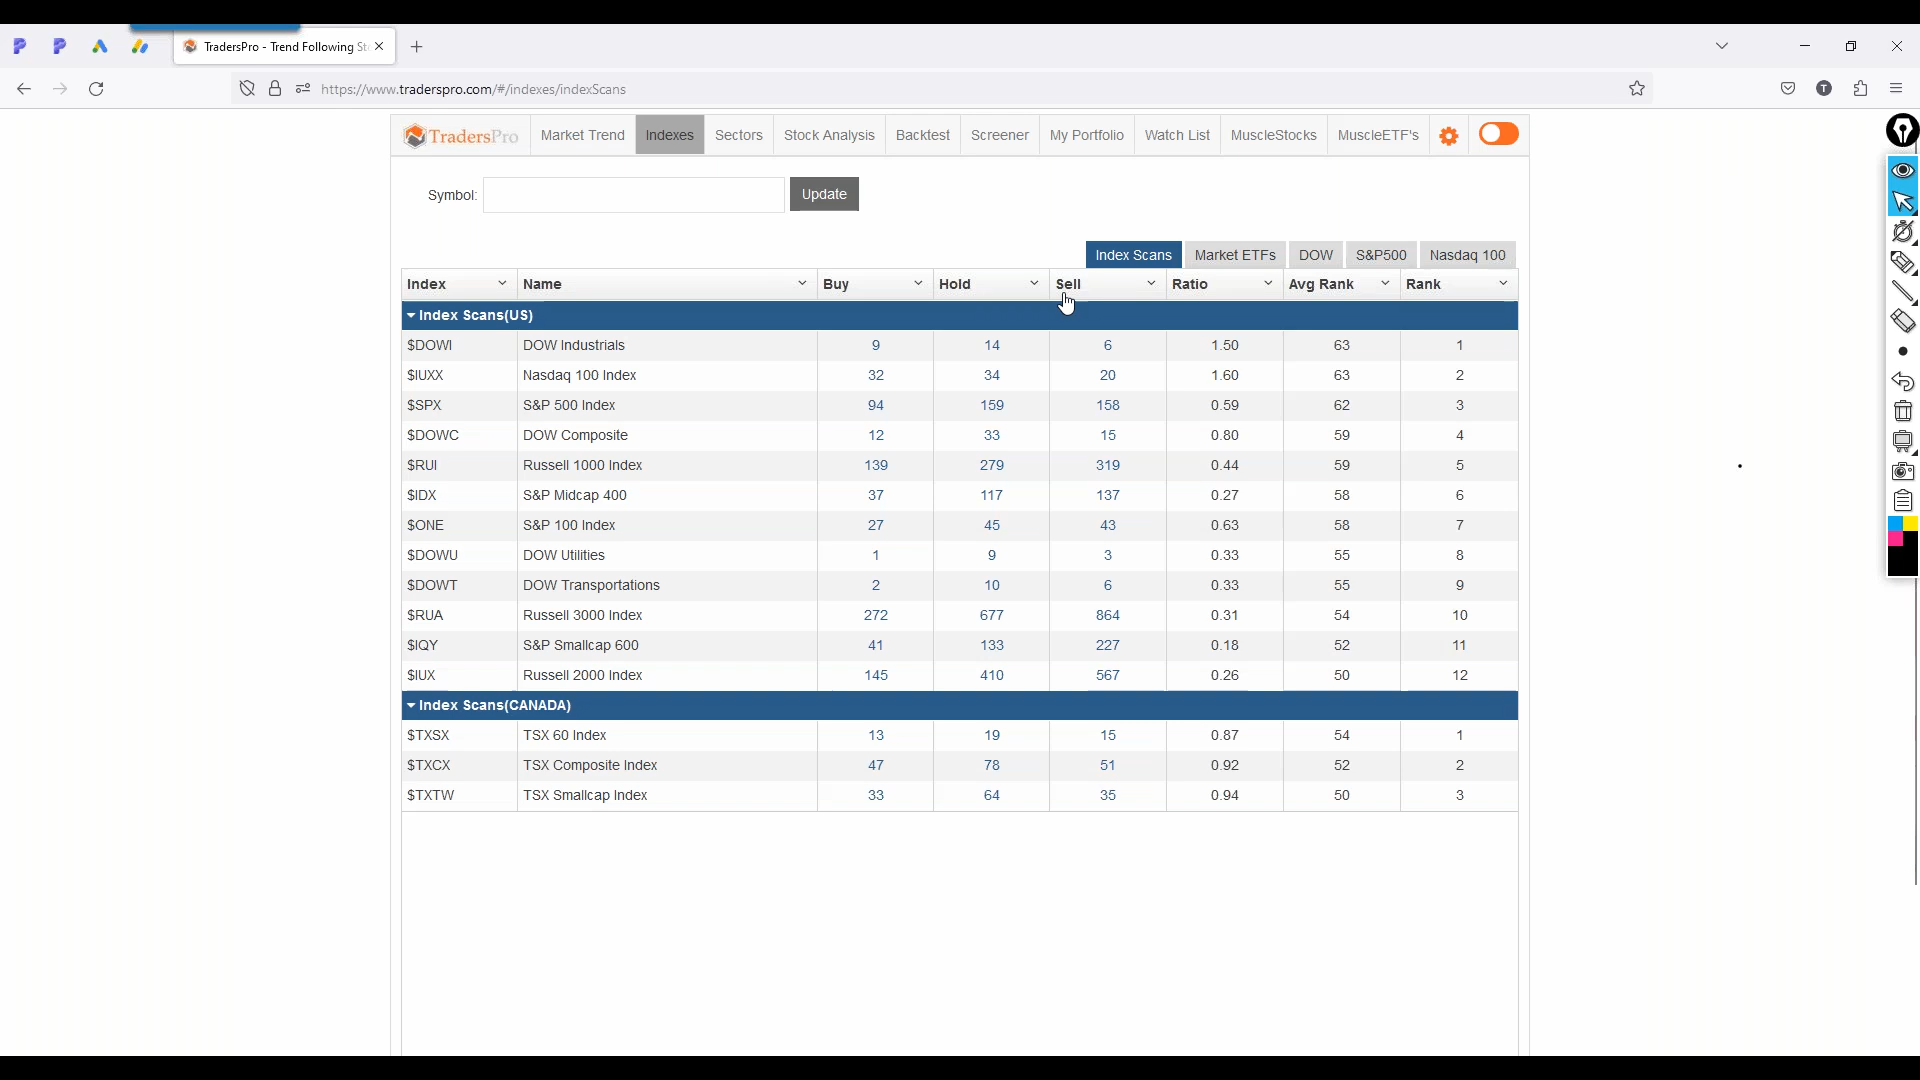 TradersPro - Trend Following St
https://www.traderspro.com/#/indexes/indexScans
T
TradersPro Market Trend Indexes Sectors Stock Analysis Backtest Screener My Portfolio Watch List MuscleStocks MuscleETF's
Symbol: Update
Index Scans Market ETFs DOW S&P500 Nasdaq 100
Index Name Buy Hold Sell Ratio Avg Rank Rank
Index Scans(US)
$DOWI DOW Industrials 9 14 6 1.50 63 1
$IUXX Nasdaq 100 Index 32 34 20 1.60 63 2
$SPX S&P 500 Index 94 159 158 0.59 62 3
$DOWC DOW Composite 12 33 15 0.80 59 4
$RUI Russell 1000 Index 139 279 319 0.44 59 5
$IDX S&P Midcap 400 37 117 137 0.27 58 6
$ONE S&P 100 Index 27 45 43 0.63 58 7
$DOWU DOW Utilities 1 9 3 0.33 55 8
$DOWT DOW Transportations 2 10 6 0.33 55 9
$RUA Russell 3000 Index 272 677 864 0.31 54 10
$IQY S&P Smallcap 600 41 133 227 0.18 52 11
$IUX Russell 2000 Index 145 410 567 0.26 50 12
Index Scans(CANADA)
$TXSX TSX 60 Index 13 19 15 0.87 54 1
$TXCX TSX Composite Index 47 78 51 0.92 52 2
$TXTW TSX Smallcap Index 33 64 35 0.94 50 3